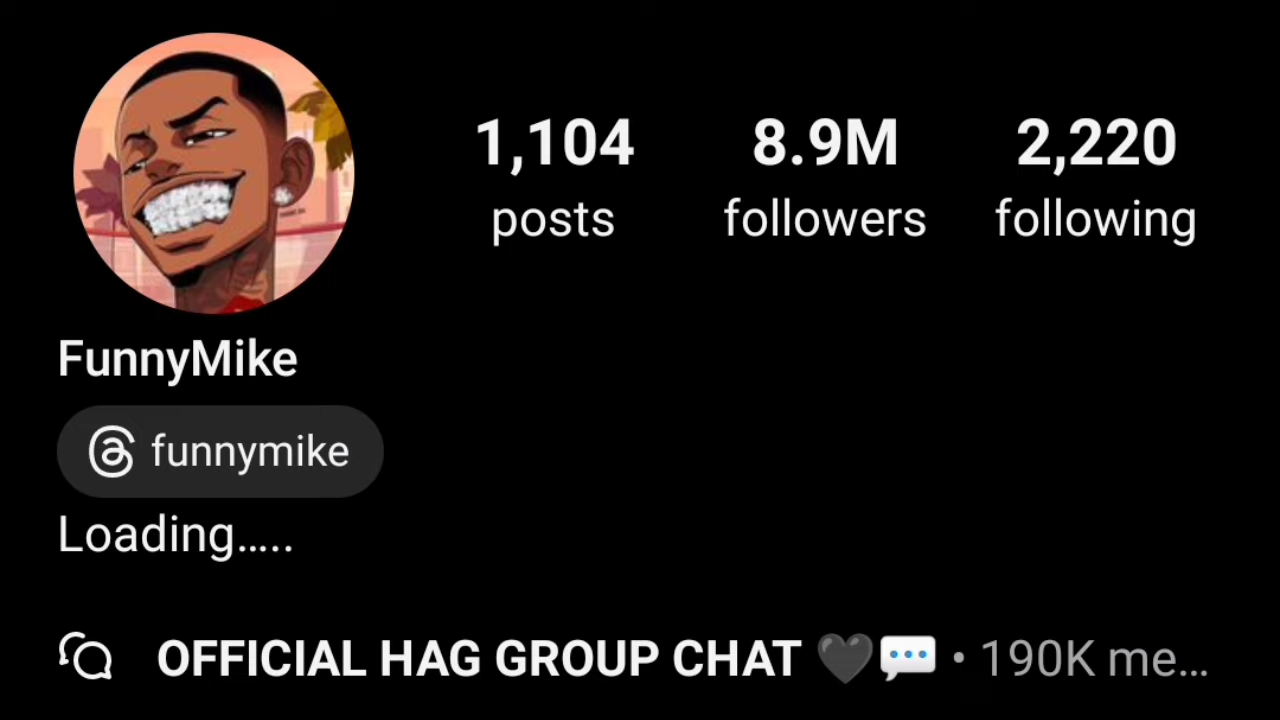 1,104 8.9M 2,220
posts followers following
FunnyMike
funnymike
Loading.....
OFFICIAL HAG GROUP CHAT 🖤💬 • 190K me...